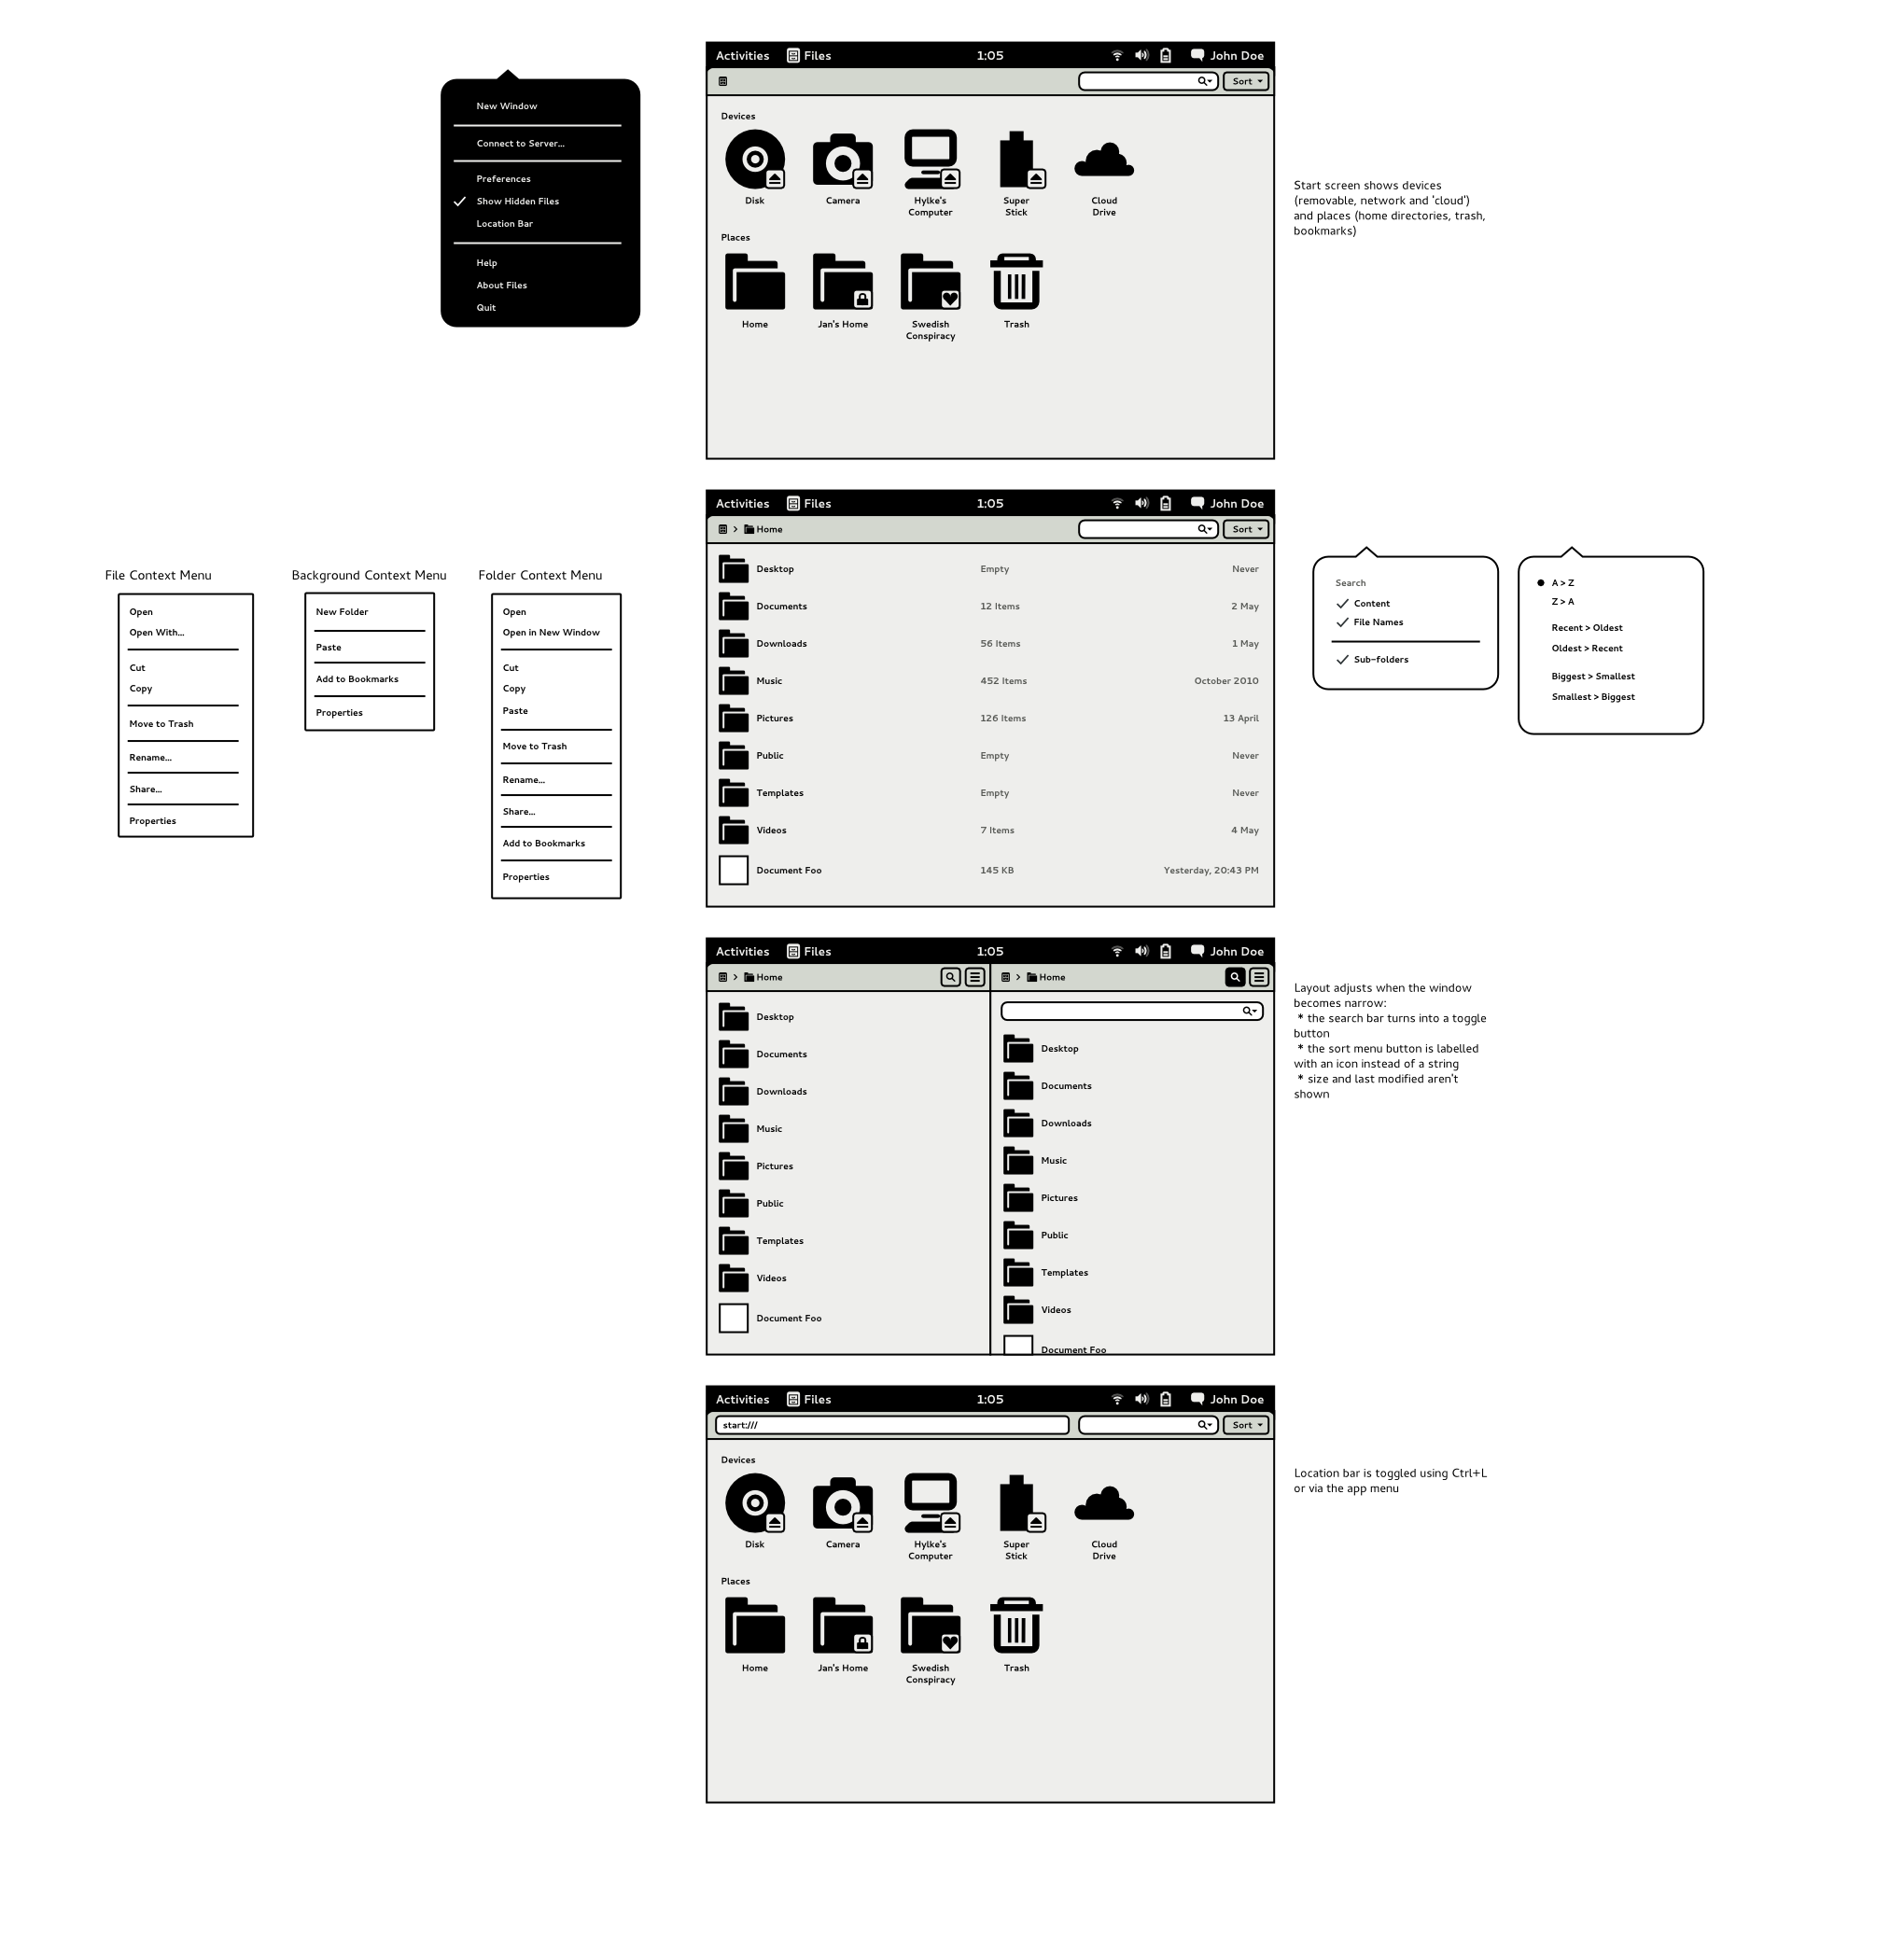 New Window
Connect to Server...
Preferences
Show Hidden Files
Location Bar
Help
About Files
Quit
Activities Files 1:05 John Doe
Sort
Devices
Disk Camera Hylke's Computer Super Stick Cloud Drive
Places
Home Jan's Home Swedish Conspiracy Trash
Start screen shows devices
(removable, network and 'cloud')
and places (home directories, trash,
bookmarks)
File Context Menu
Open
Open With...
Cut
Copy
Move to Trash
Rename...
Share...
Properties
Background Context Menu
New Folder
Paste
Add to Bookmarks
Properties
Folder Context Menu
Open
Open in New Window
Cut
Copy
Paste
Move to Trash
Rename...
Share...
Add to Bookmarks
Properties
Activities Files 1:05 John Doe
> Home Sort
Desktop Empty Never
Documents 12 Items 2 May
Downloads 56 Items 1 May
Music 452 Items October 2010
Pictures 126 Items 13 April
Public Empty Never
Templates Empty Never
Videos 7 Items 4 May
Document Foo 145 KB Yesterday, 20:43 PM
Search
Content
File Names
Sub-folders
A > Z
Z > A
Recent > Oldest
Oldest > Recent
Biggest > Smallest
Smallest > Biggest
Activities Files 1:05 John Doe
> Home
Desktop
Documents
Downloads
Music
Pictures
Public
Templates
Videos
Document Foo
> Home
Desktop
Documents
Downloads
Music
Pictures
Public
Templates
Videos
Document Foo
Layout adjusts when the window
becomes narrow:
* the search bar turns into a toggle
button
* the sort menu button is labelled
with an icon instead of a string
* size and last modified aren't
shown
Activities Files 1:05 John Doe
start:/// Sort
Devices
Disk Camera Hylke's Computer Super Stick Cloud Drive
Places
Home Jan's Home Swedish Conspiracy Trash
Location bar is toggled using Ctrl+L
or via the app menu